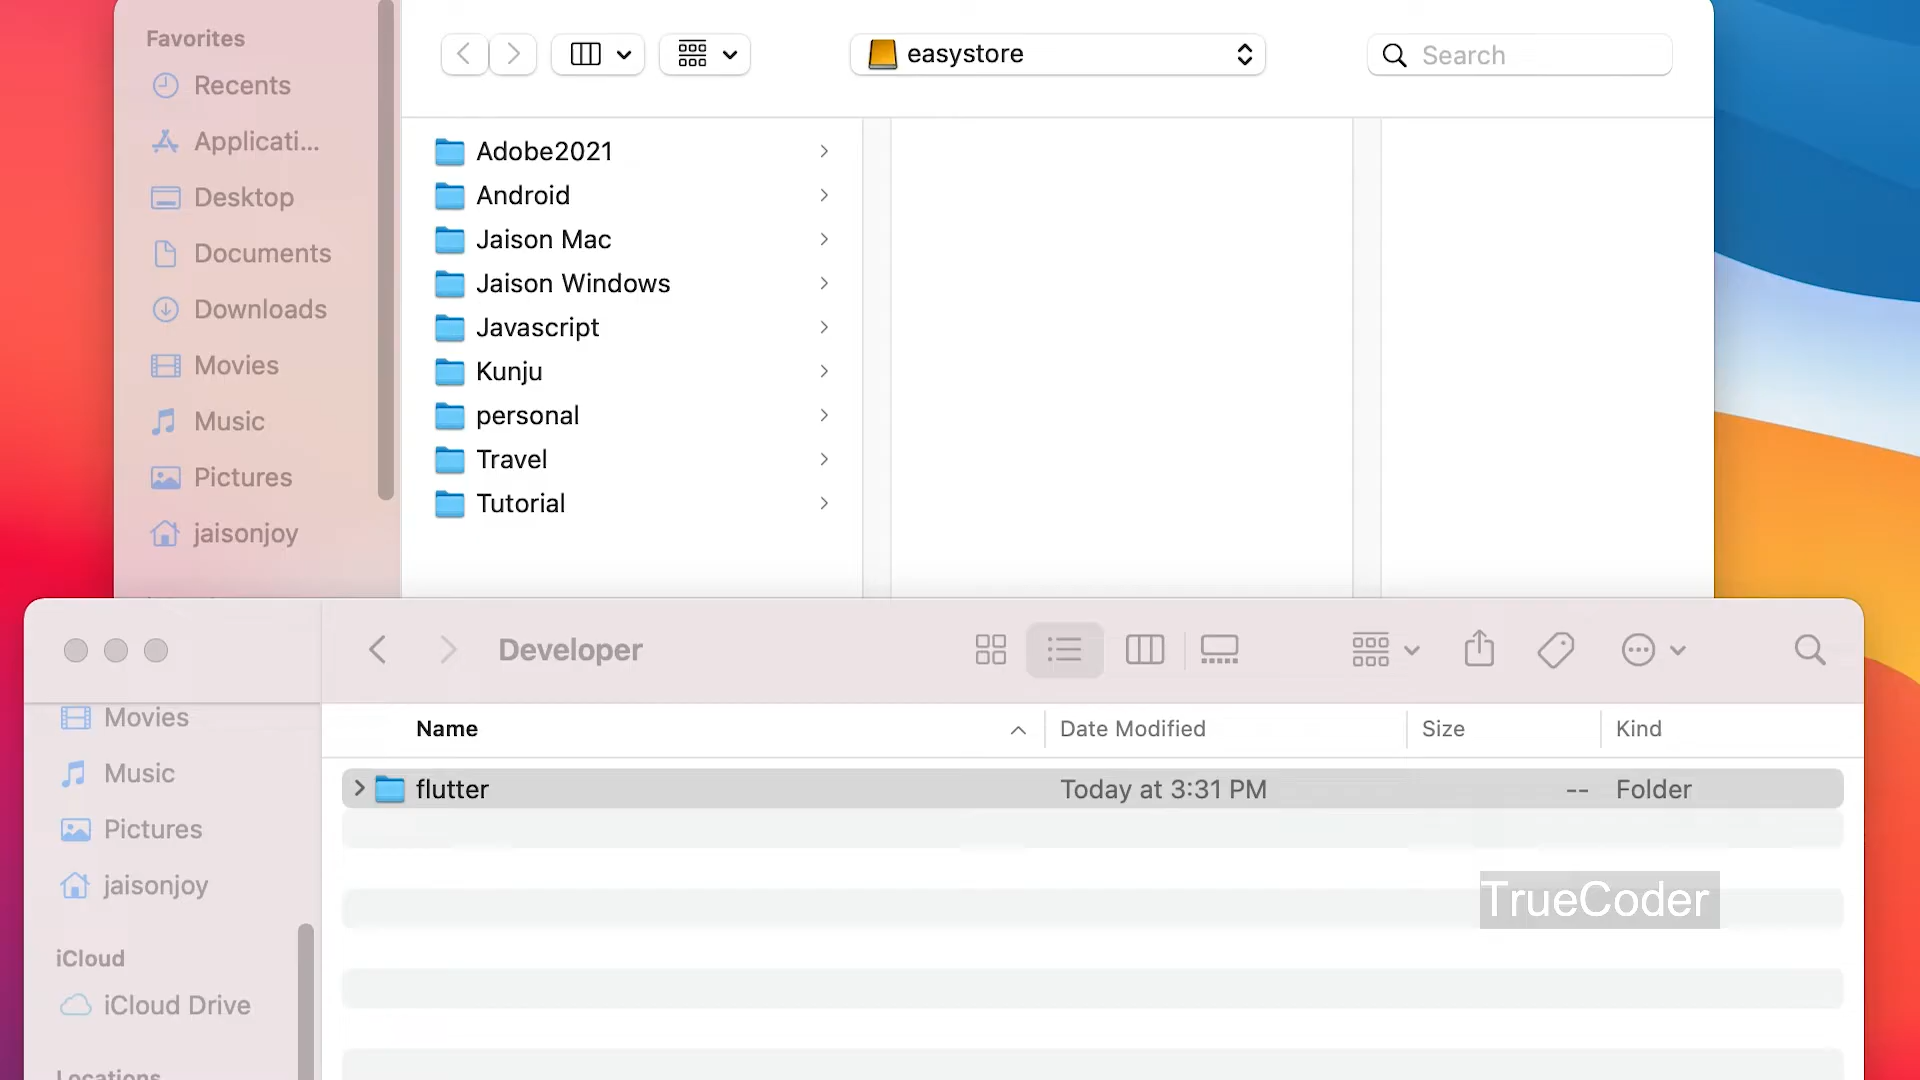 Favorites
Recents
Applicati...
Desktop
Documents
Downloads
Movies
Music
Pictures
jaisonjoy
easystore
Search
Adobe2021
Android
Jaison Mac
Jaison Windows
Javascript
Kunju
personal
Travel
Tutorial
Developer
Movies
Music
Pictures
jaisonjoy
iCloud
iCloud Drive
Locations
Name Date Modified Size Kind
flutter Today at 3:31 PM -- Folder
TrueCoder